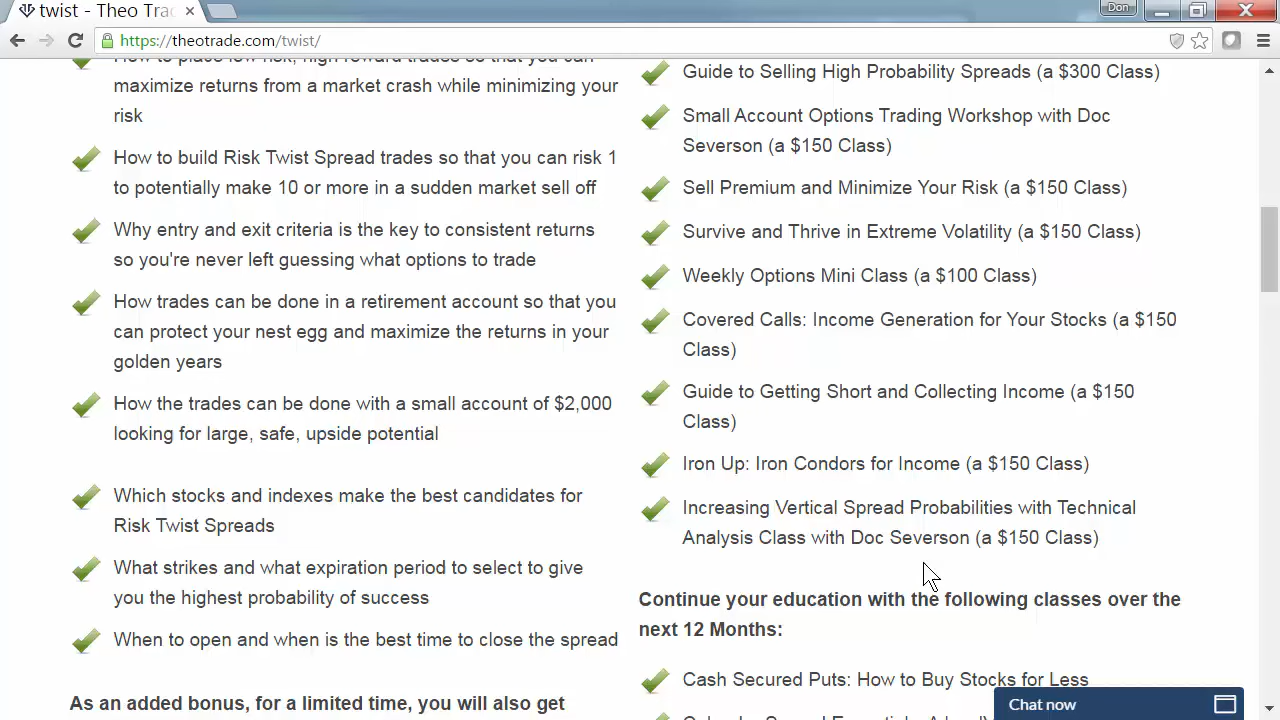 twist - Theo Tra
Don
https://theotrade.com/twist/
How to place low risk, high reward trades so that you can
maximize returns from a market crash while minimizing your
risk
How to build Risk Twist Spread trades so that you can risk 1
to potentially make 10 or more in a sudden market sell off
Why entry and exit criteria is the key to consistent returns
so you're never left guessing what options to trade
How trades can be done in a retirement account so that you
can protect your nest egg and maximize the returns in your
golden years
How the trades can be done with a small account of $2,000
looking for large, safe, upside potential
Which stocks and indexes make the best candidates for
Risk Twist Spreads
What strikes and what expiration period to select to give
you the highest probability of success
When to open and when is the best time to close the spread
As an added bonus, for a limited time, you will also get
Guide to Selling High Probability Spreads (a $300 Class)
Small Account Options Trading Workshop with Doc
Severson (a $150 Class)
Sell Premium and Minimize Your Risk (a $150 Class)
Survive and Thrive in Extreme Volatility (a $150 Class)
Weekly Options Mini Class (a $100 Class)
Covered Calls: Income Generation for Your Stocks (a $150
Class)
Guide to Getting Short and Collecting Income (a $150
Class)
Iron Up: Iron Condors for Income (a $150 Class)
Increasing Vertical Spread Probabilities with Technical
Analysis Class with Doc Severson (a $150 Class)
Continue your education with the following classes over the
next 12 Months:
Cash Secured Puts: How to Buy Stocks for Less
Chat now